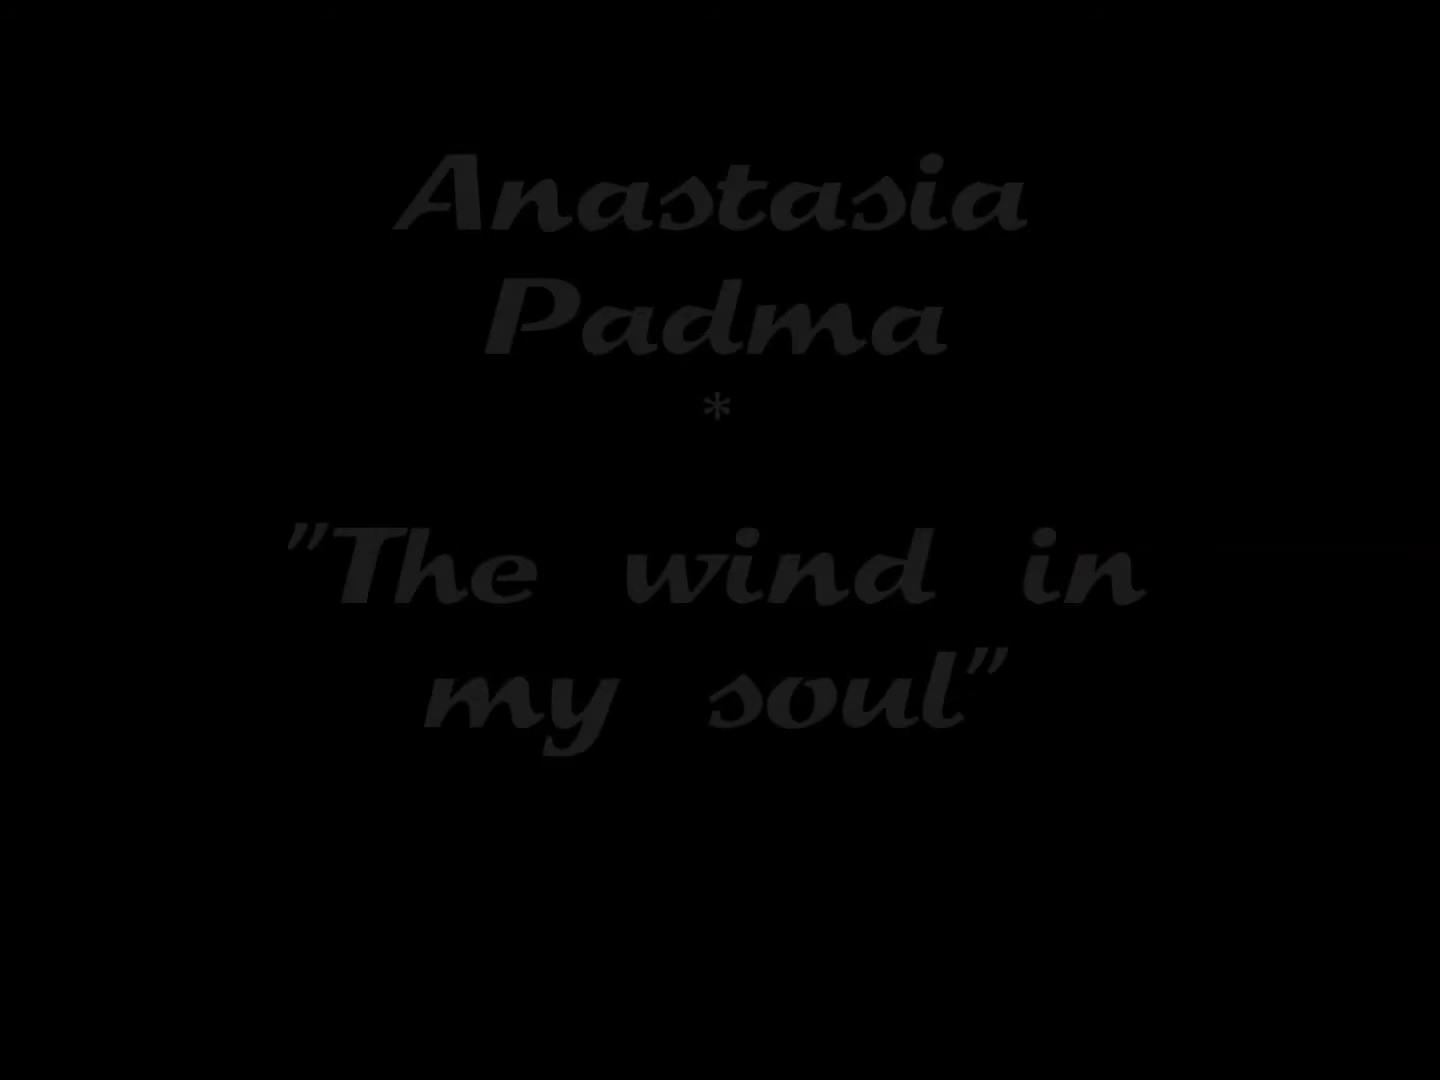 Anastasia
Padma
*
"The wind in
my soul"